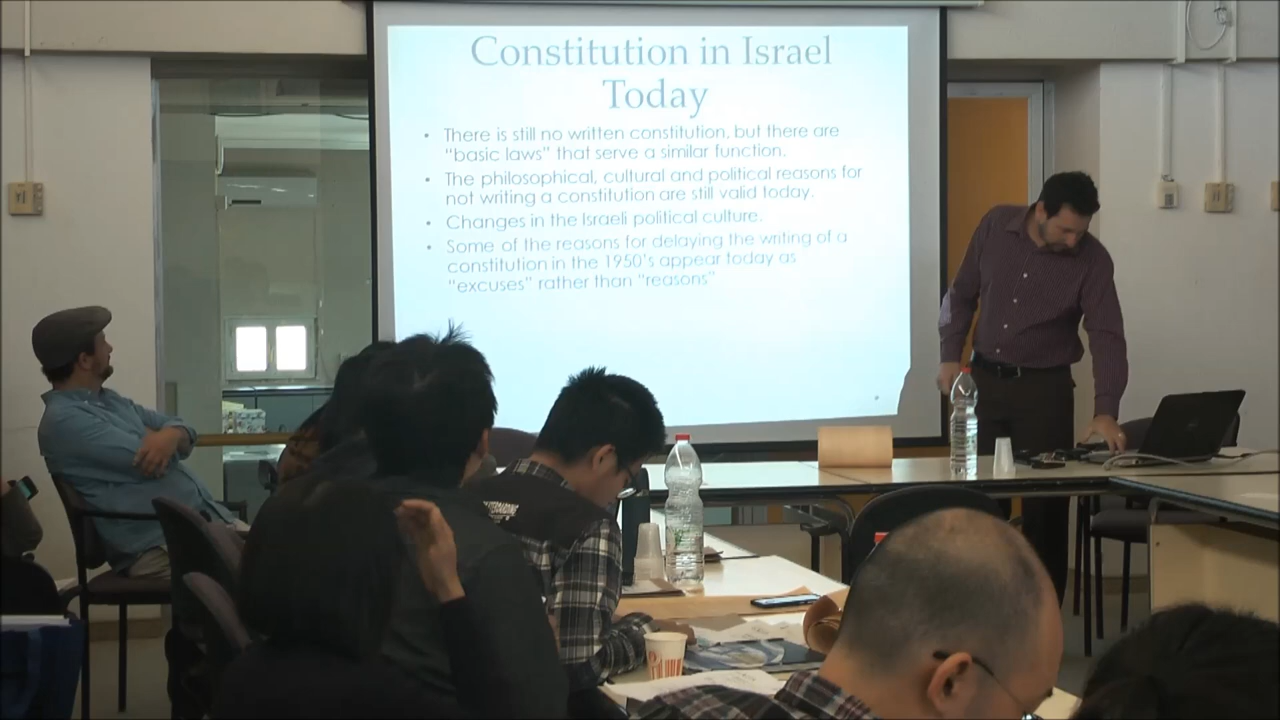 Constitution in Israel
Today
• There is still no written constitution, but there are
"basic laws" that serve a similar function.
• The philosophical, cultural and political reasons for
not writing a constitution are still valid today.
• Changes in the Israeli political culture.
• Some of the reasons for delaying the writing of a
constitution in the 1950's appear today as
"excuses" rather than "reasons"